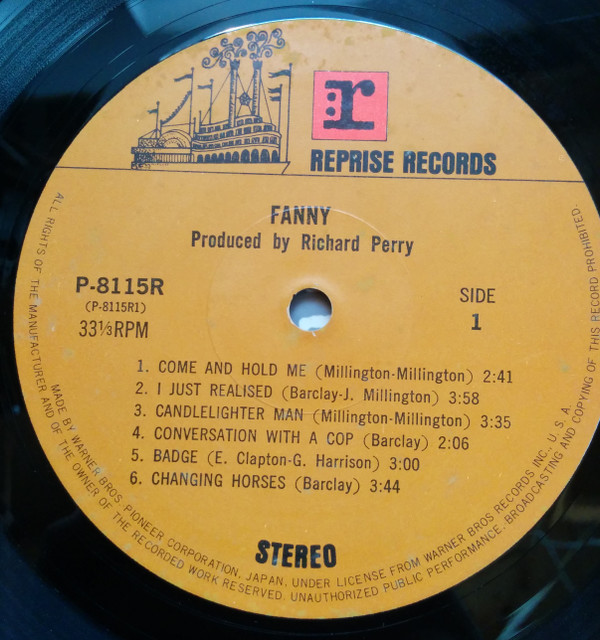 :r
REPRISE RECORDS
FANNY
Produced by Richard Perry
P-8115R
(P-8115R1)
33⅓RPM
SIDE
1
1. COME AND HOLD ME (Millington-Millington) 2:41
2. I JUST REALISED (Barclay-J. Millington) 3:58
3. CANDLELIGHTER MAN (Millington-Millington) 3:35
4. CONVERSATION WITH A COP (Barclay) 2:06
5. BADGE (E. Clapton-G. Harrison) 3:00
6. CHANGING HORSES (Barclay) 3:44
STEREO
MADE BY WARNER BROS. PIONEER CORPORATION, JAPAN, UNDER LICENSE FROM WARNER BROS RECORDS INC., U. S. A.
ALL RIGHTS OF THE MANUFACTURER AND OF THE OWNER OF THE RECORDED WORK RESERVED. UNAUTHORIZED PUBLIC PERFORMANCE, BROADCASTING AND COPYING OF THIS RECORD PROHIBITED.